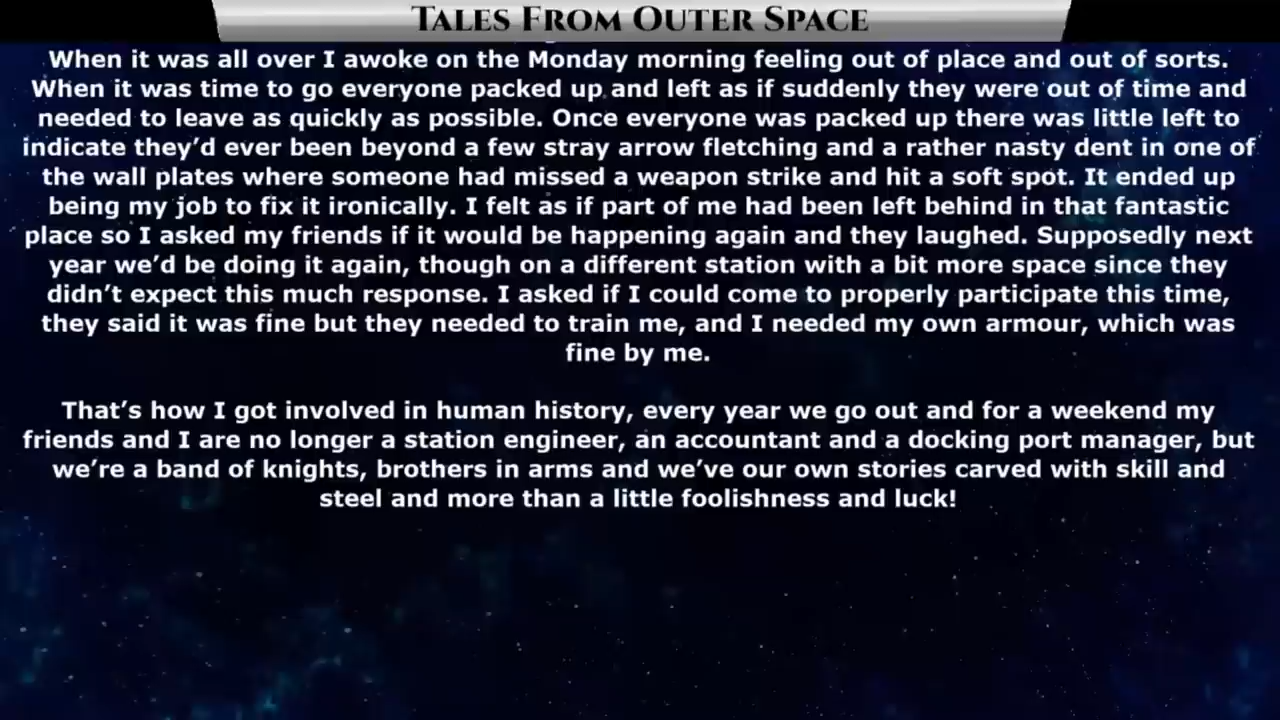 Tales From Outer Space
When it was all over I awoke on the Monday morning feeling out of place and out of sorts.
When it was time to go everyone packed up and left as if suddenly they were out of time and
needed to leave as quickly as possible. Once everyone was packed up there was little left to
indicate they’d ever been beyond a few stray arrow fletching and a rather nasty dent in one of
the wall plates where someone had missed a weapon strike and hit a soft spot. It ended up
being my job to fix it ironically. I felt as if part of me had been left behind in that fantastic
place so I asked my friends if it would be happening again and they laughed. Supposedly next
year we’d be doing it again, though on a different station with a bit more space since they
didn’t expect this much response. I asked if I could come to properly participate this time,
they said it was fine but they needed to train me, and I needed my own armour, which was
fine by me.
That’s how I got involved in human history, every year we go out and for a weekend my
friends and I are no longer a station engineer, an accountant and a docking port manager, but
we’re a band of knights, brothers in arms and we’ve our own stories carved with skill and
steel and more than a little foolishness and luck!